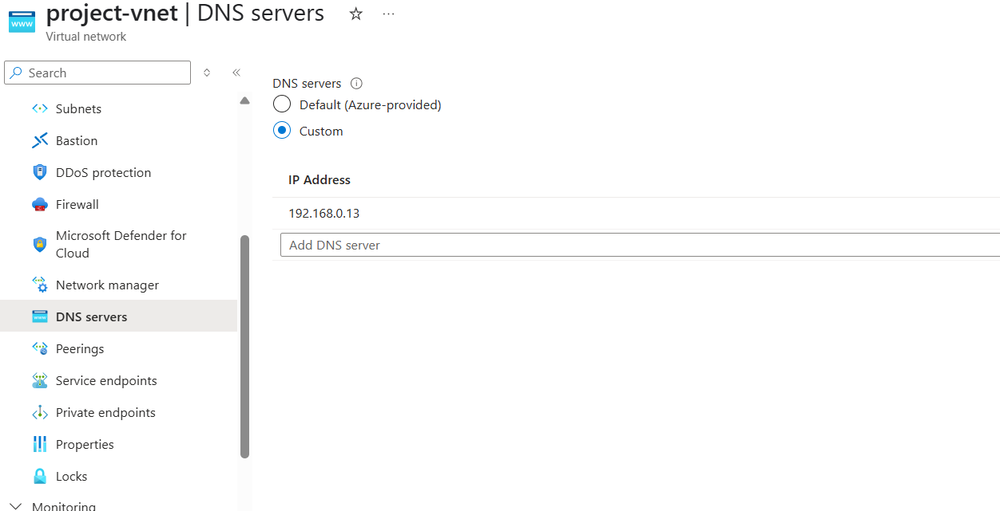 project-vnet | DNS servers
Virtual network
Search
Subnets
Bastion
DDoS protection
Firewall
Microsoft Defender for
Cloud
Network manager
DNS servers
Peerings
Service endpoints
Private endpoints
Properties
Locks
Monitoring
DNS servers
Default (Azure-provided)
Custom
IP Address
192.168.0.13
Add DNS server